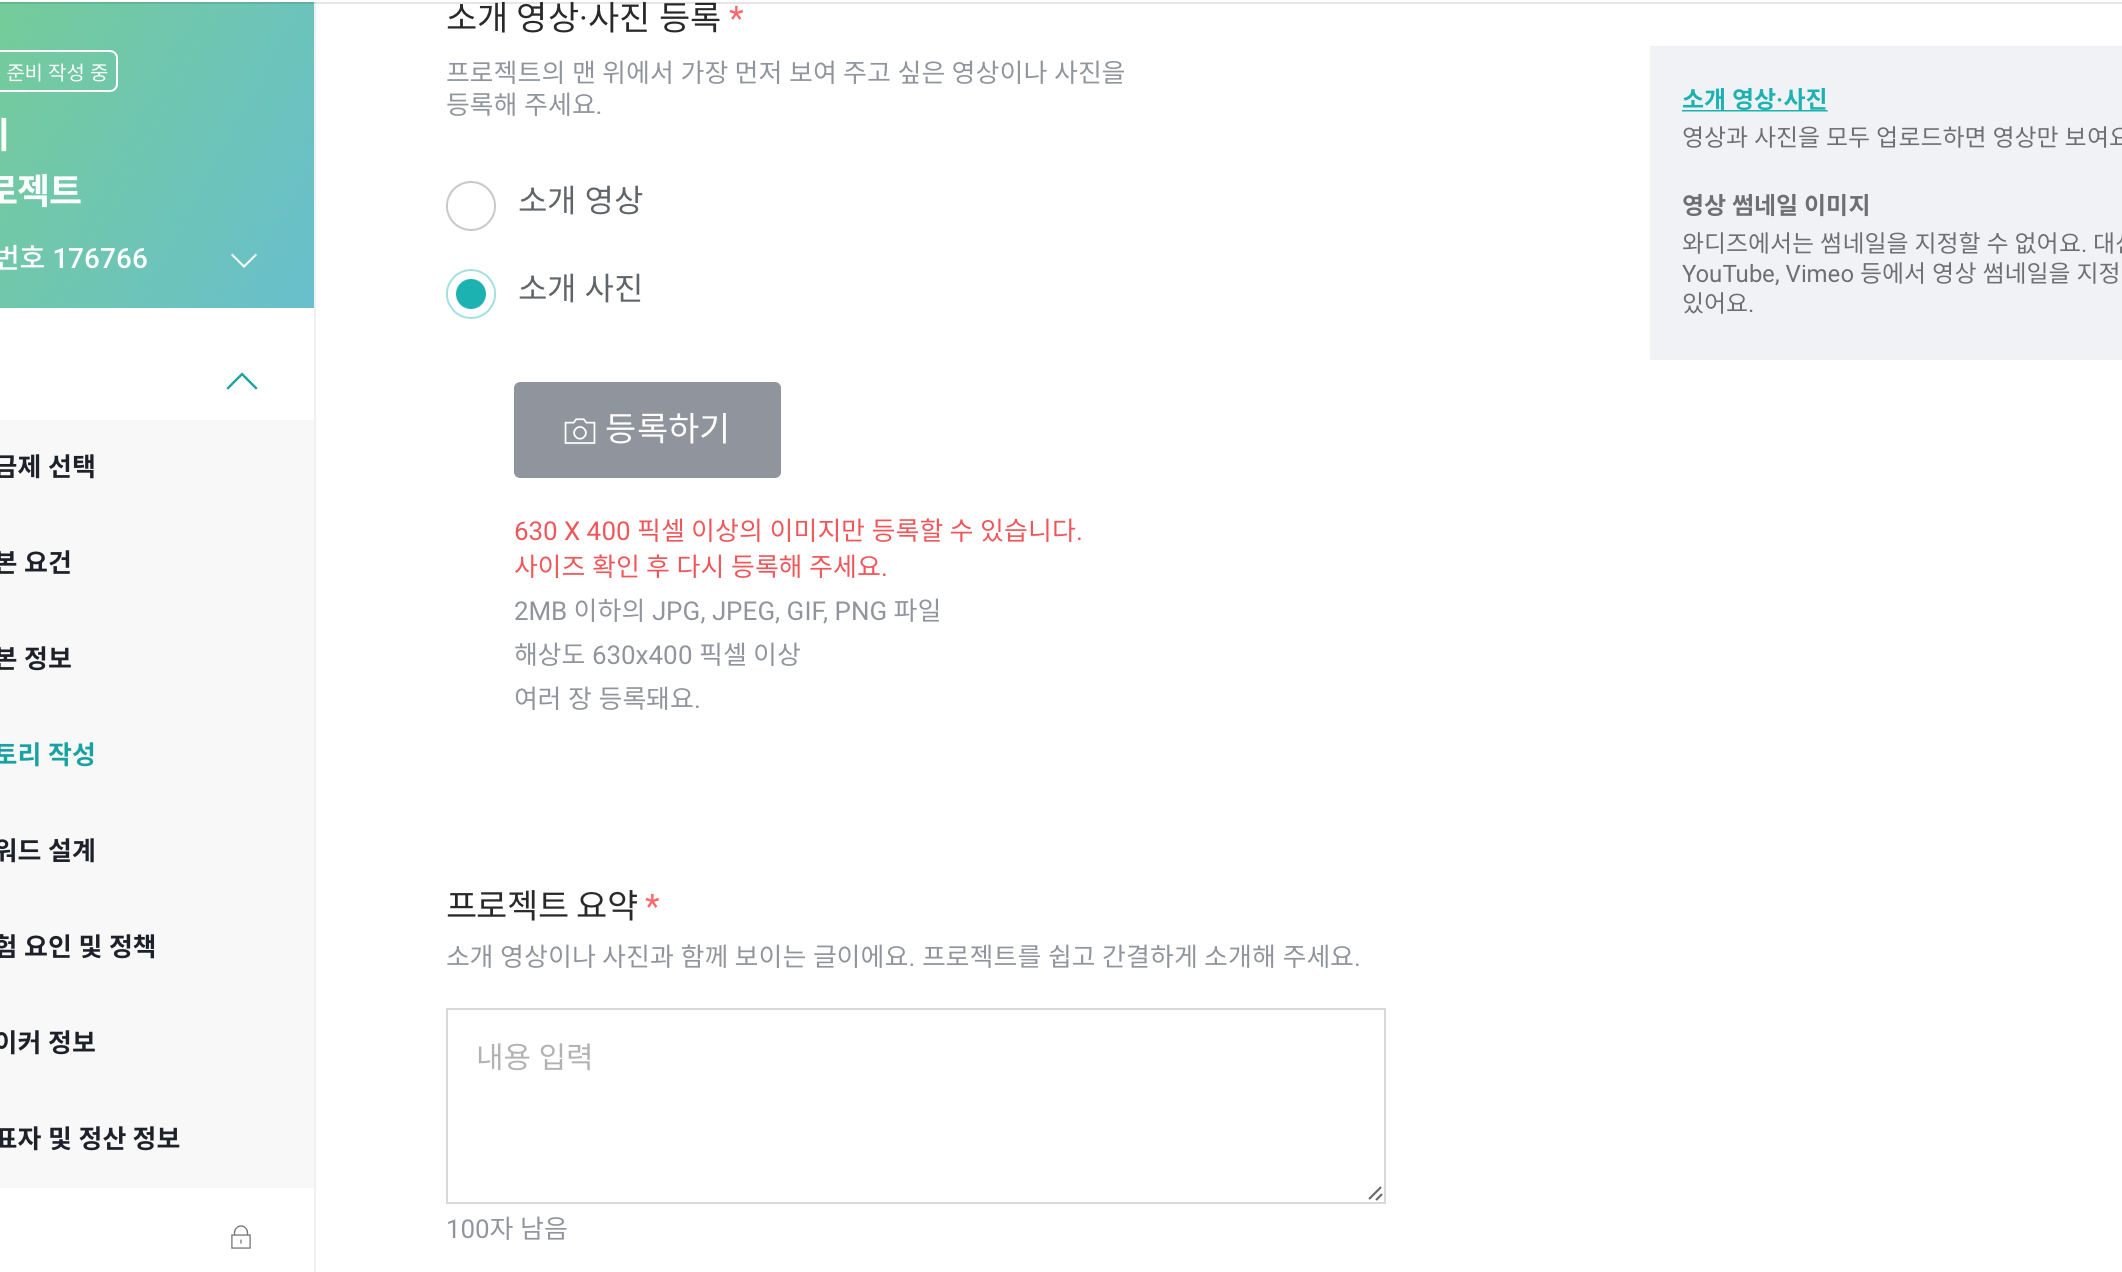 준비 작성 중
로젝트
번호 176766
금제 선택
본 요건
본 정보
토리 작성
워드 설계
험 요인 및 정책
이커 정보
표자 및 정산 정보
소개 영상·사진 등록 *
프로젝트의 맨 위에서 가장 먼저 보여 주고 싶은 영상이나 사진을
등록해 주세요.
소개 영상
소개 사진
등록하기
630 X 400 픽셀 이상의 이미지만 등록할 수 있습니다.
사이즈 확인 후 다시 등록해 주세요.
2MB 이하의 JPG, JPEG, GIF, PNG 파일
해상도 630x400 픽셀 이상
여러 장 등록돼요.
프로젝트 요약 *
소개 영상이나 사진과 함께 보이는 글이에요. 프로젝트를 쉽고 간결하게 소개해 주세요.
내용 입력
100자 남음
소개 영상·사진
영상과 사진을 모두 업로드하면 영상만 보여요
영상 썸네일 이미지
와디즈에서는 썸네일을 지정할 수 없어요. 대신
YouTube, Vimeo 등에서 영상 썸네일을 지정
있어요.